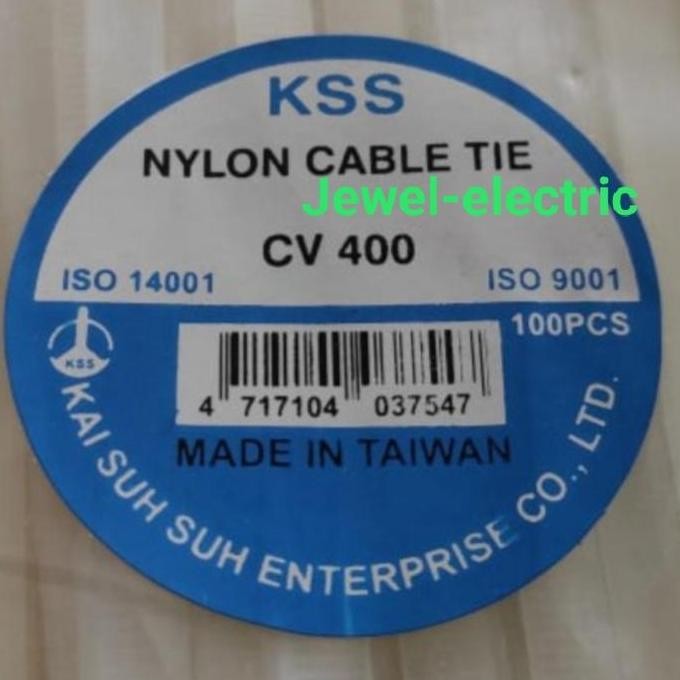 KSS
NYLON CABLE TIE
Jewel-electric
CV 400
ISO 14001
ISO 9001
100PCS
KSS
4 717104 037547
MADE IN TAIWAN
KAI SUH SUH ENTERPRISE CO., LTD.